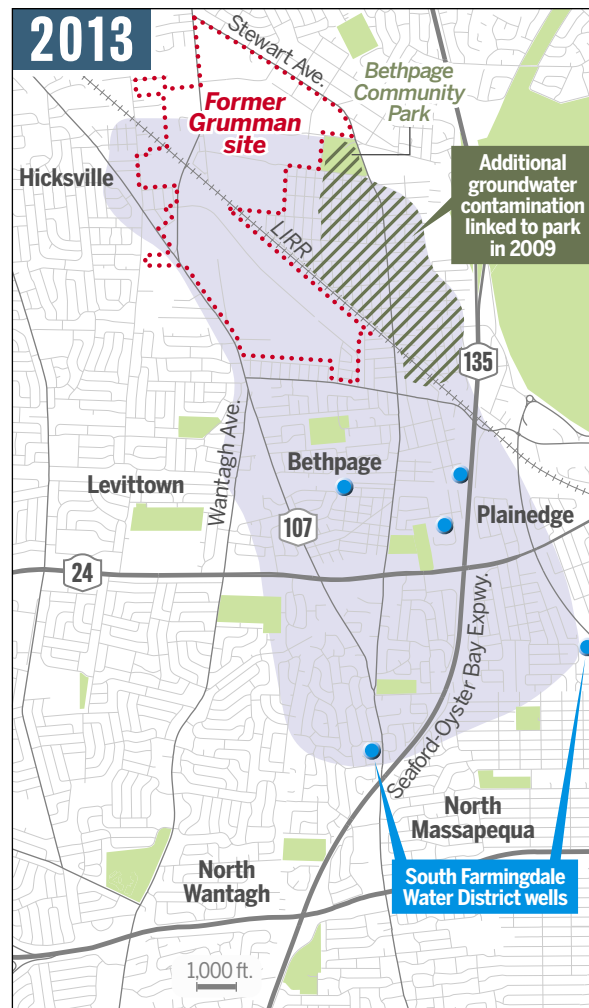 2013
Stewart Ave.
Bethpage
Community
Park
Former
Grumman
site
Hicksville
Additional
groundwater
contamination
linked to park
in 2009
LIRR
135
Wantagh Ave.
Bethpage
Levittown
Plainedge
107
24
Seaford-Oyster Bay Expwy.
North
Massapequa
North
Wantagh
South Farmingdale
Water District wells
1,000 ft.